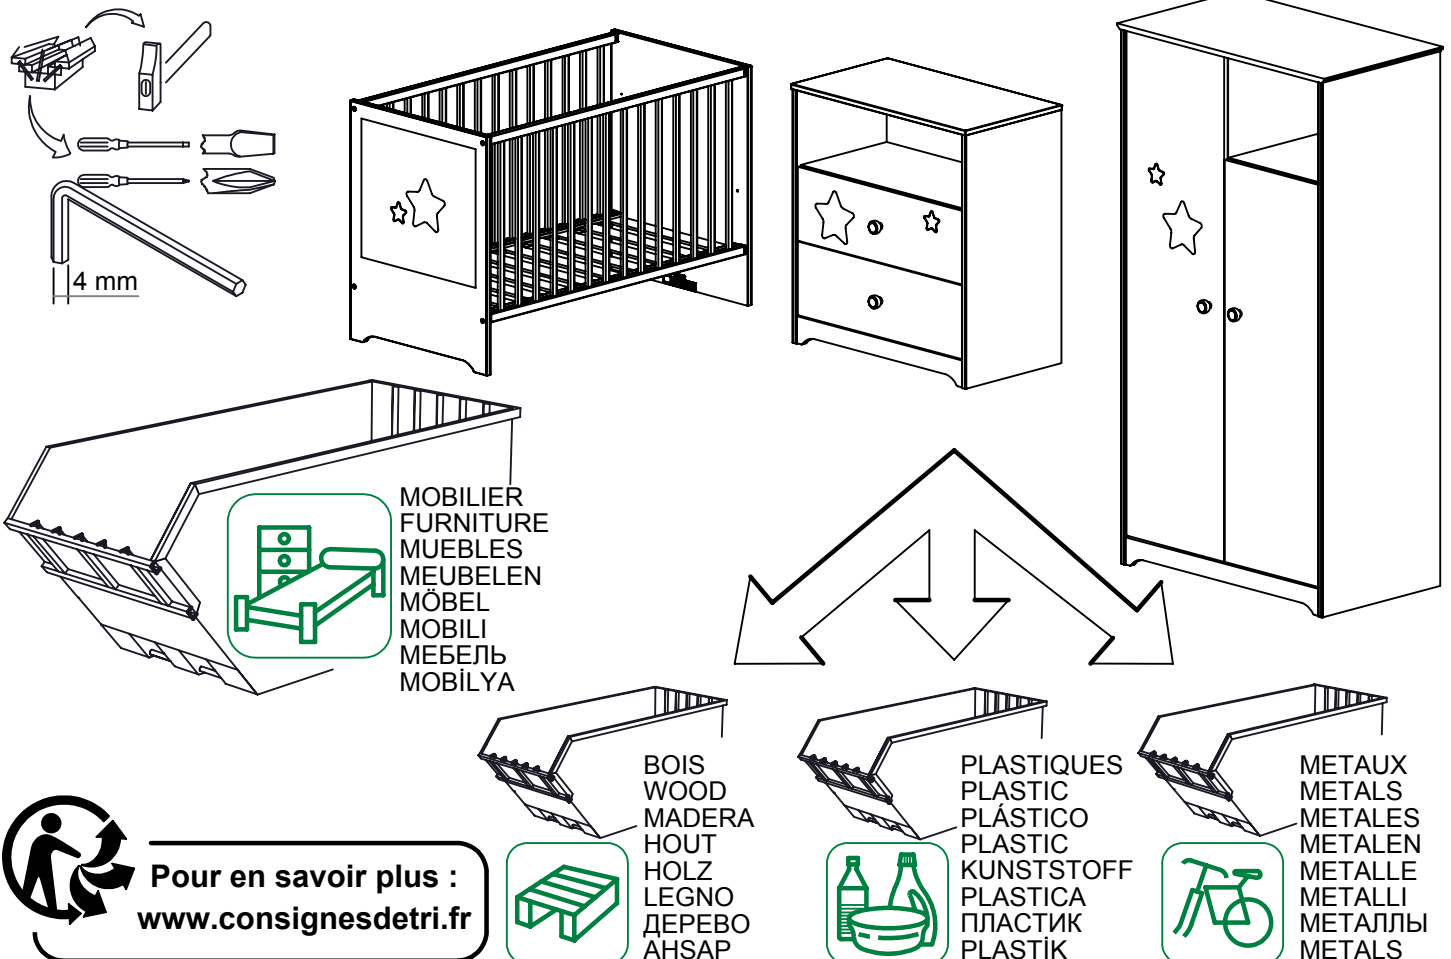 4 mm
MOBILIER
FURNITURE
MUEBLES
MEUBELEN
MÖBEL
MOBILI
МЕБЕЛЬ
MOBİLYA
BOIS
WOOD
MADERA
HOUT
HOLZ
LEGNO
ДЕРЕВО
AHSAP
PLASTIQUES
PLASTIC
PLÁSTICO
PLASTIC
KUNSTSTOFF
PLASTICA
ПЛАСТИК
PLASTİK
METAUX
METALS
METALES
METALEN
METALLE
METALLI
МЕТАЛЛЫ
METALS
Pour en savoir plus :
www.consignesdetri.fr